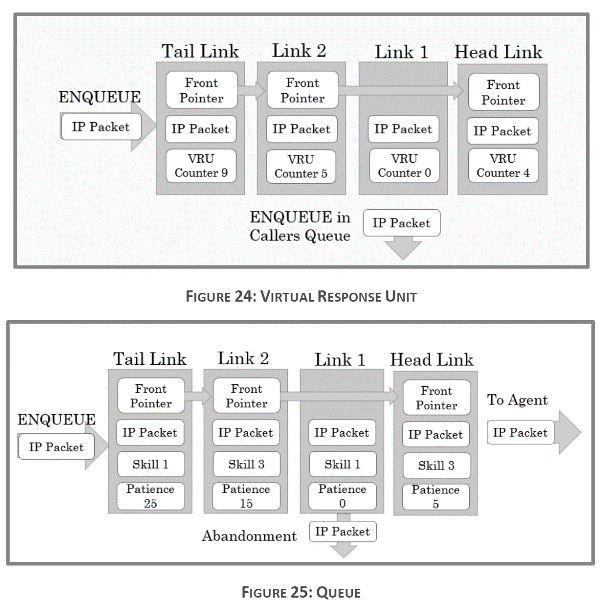 Tail Link Link 2 Link 1 Head Link
Front Pointer Front Pointer Front Pointer
ENQUEUE
IP Packet IP Packet IP Packet IP Packet IP Packet
VRU Counter 9 VRU Counter 5 VRU Counter 0 VRU Counter 4
ENQUEUE in Callers Queue
IP Packet
FIGURE 24: VIRTUAL RESPONSE UNIT
Tail Link Link 2 Link 1 Head Link
Front Pointer Front Pointer Front Pointer
ENQUEUE
To Agent
IP Packet IP Packet IP Packet IP Packet IP Packet IP Packet
Skill 1 Skill 3 Skill 1 Skill 3
Patience 25 Patience 15 Patience 0 Patience 5
Abandonment IP Packet
FIGURE 25: QUEUE